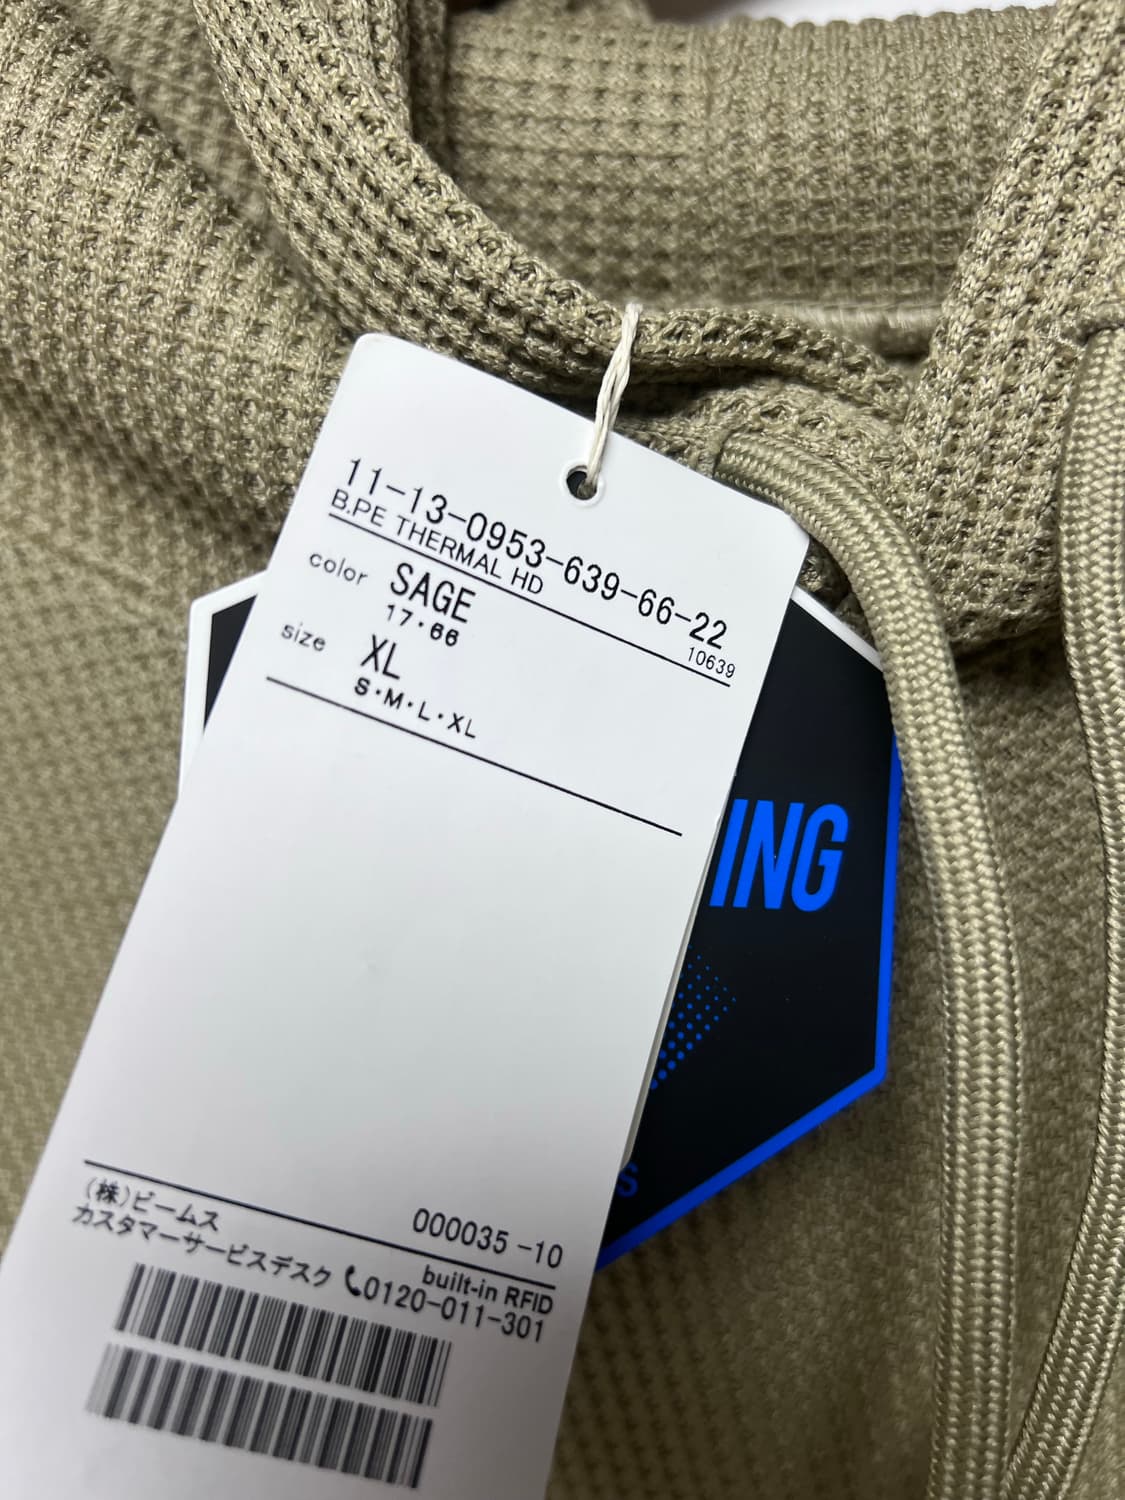 11-13-0953-639-66-22
B.PE THERMAL HD
10639
color SAGE
17・66
size XL
S・M・L・XL
ING
S
000035 -10
(株)ビームス
built-in RFID
カスタマーサービスデスク 0120-011-301